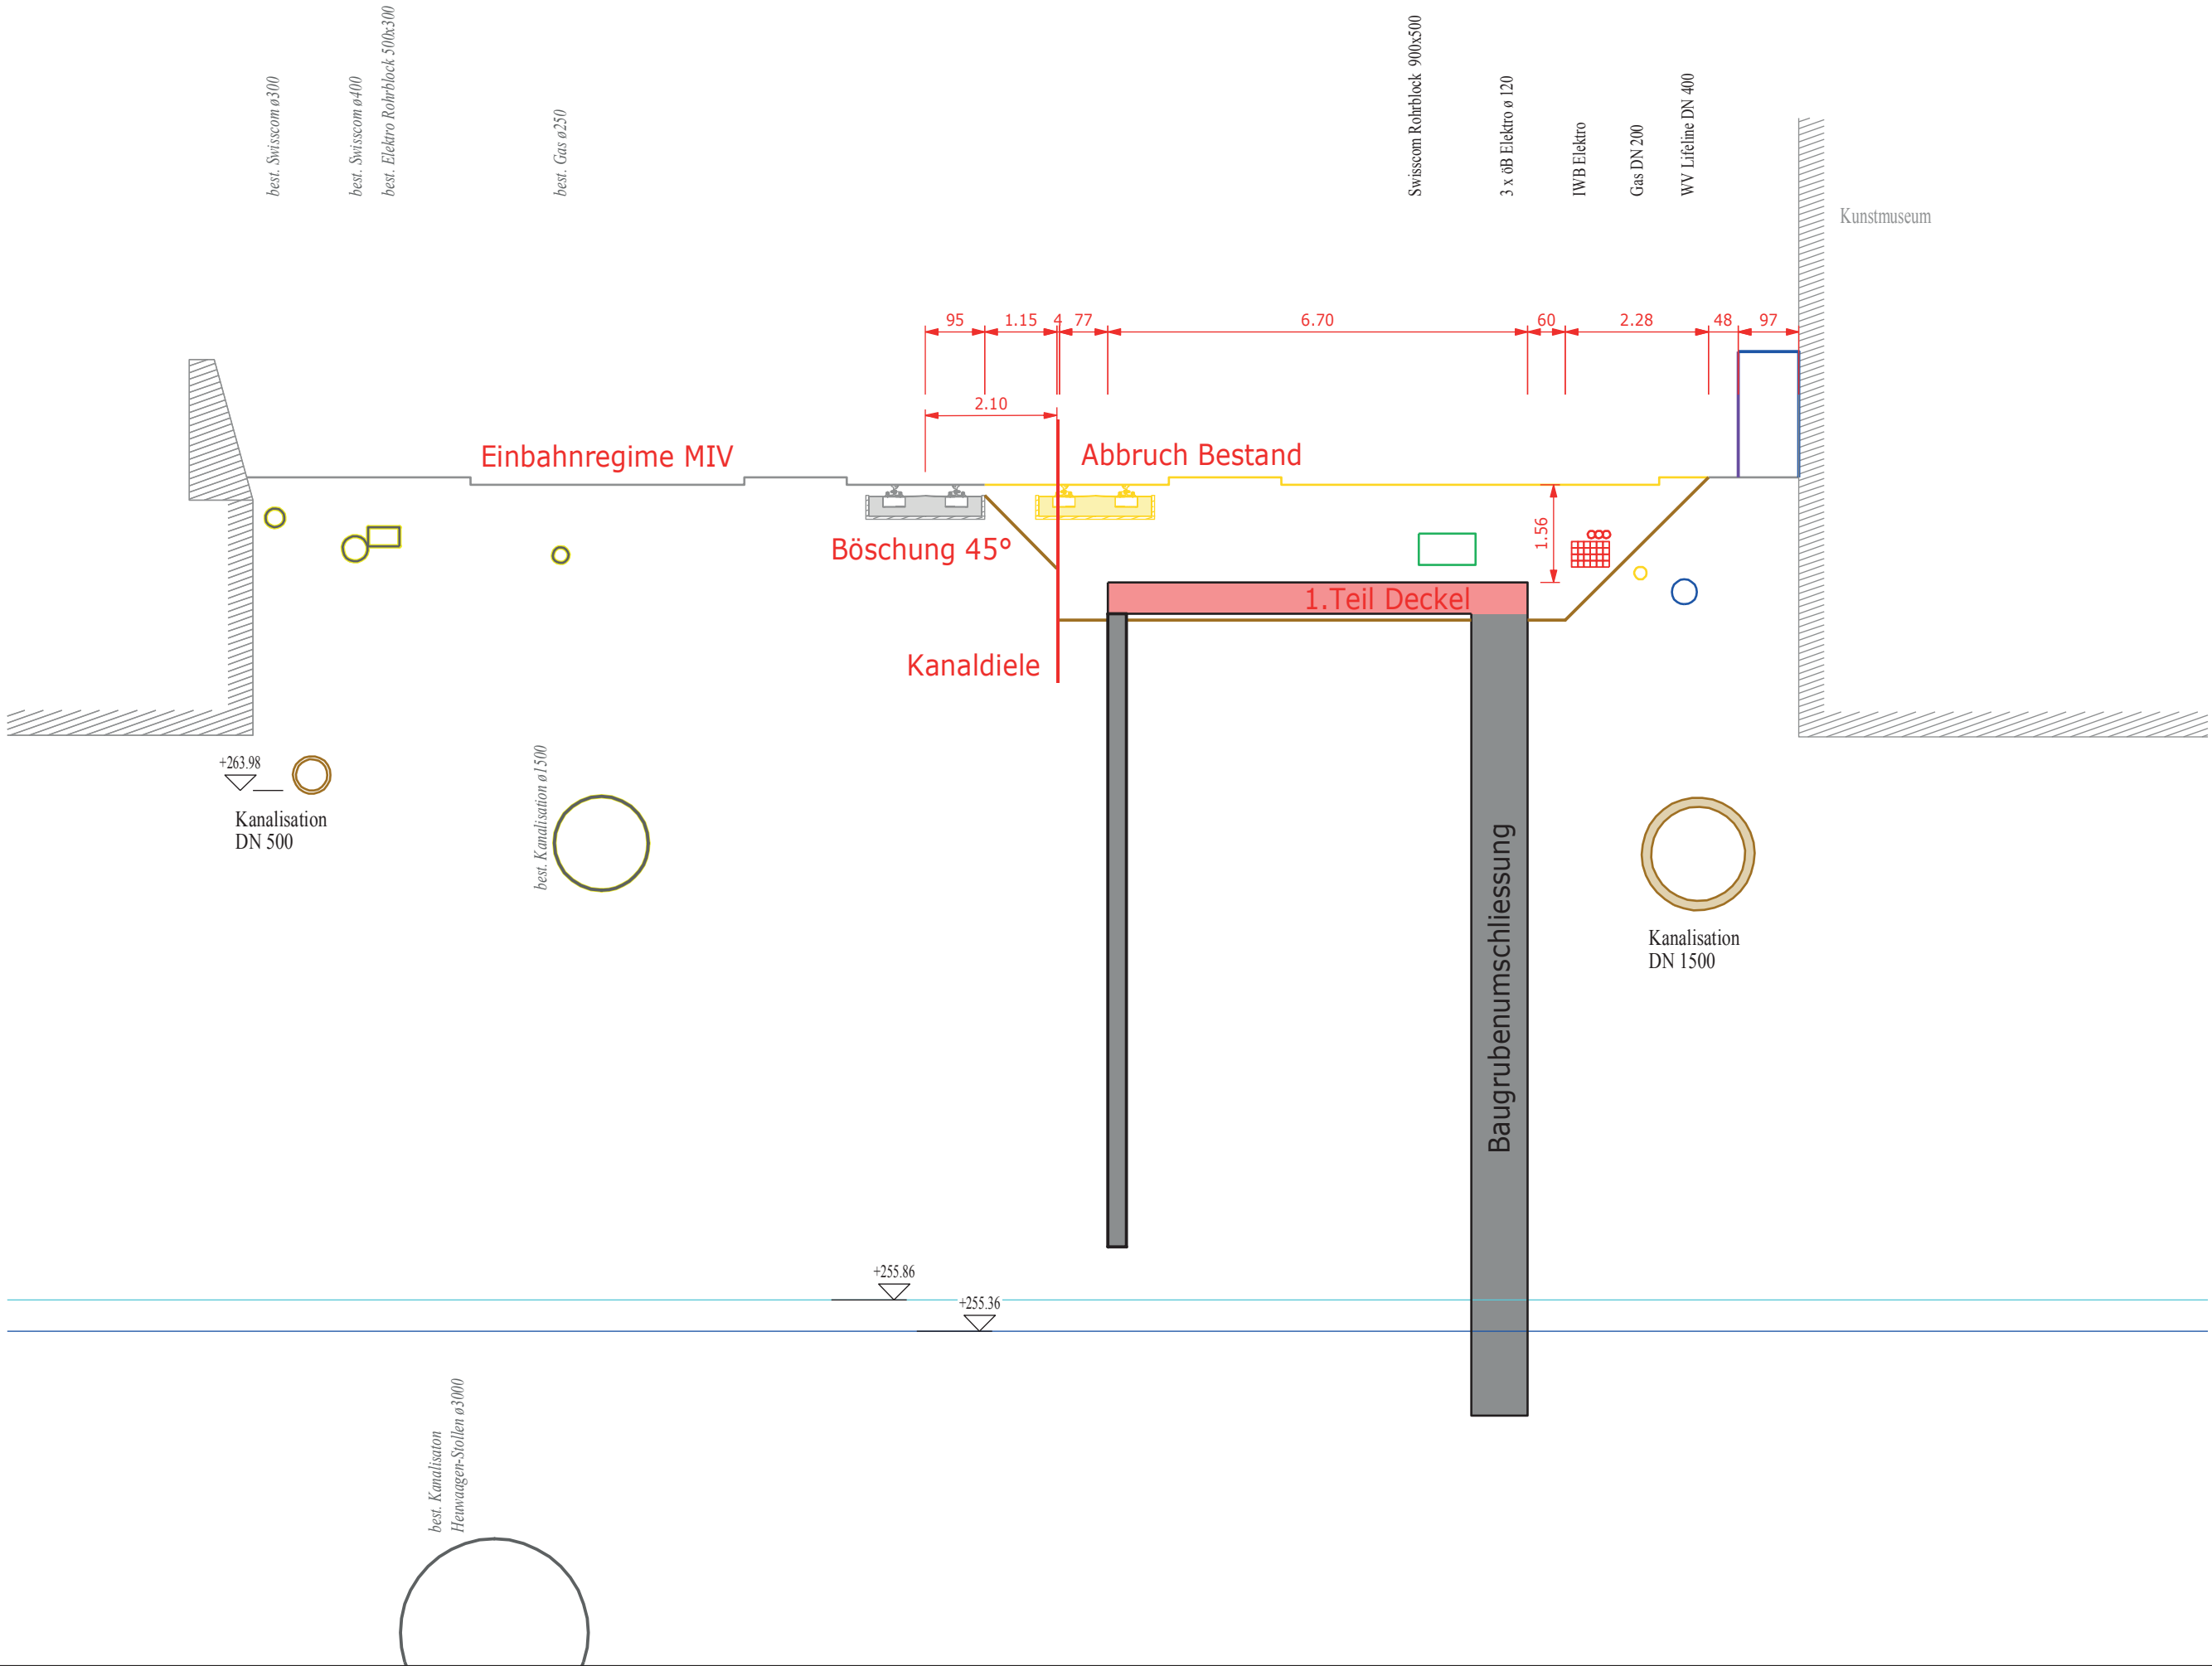 best. Swisscom ø300
best. Swisscom ø400
best. Elektro Rohrblock 500x300
best. Gas ø250
Swisscom Rohrblock 900x500
3 x öB Elektro ø 120
IWB Elektro
Gas DN 200
WV Lifeline DN 400
Kunstmuseum
95
1.15
4
77
6.70
60
2.28
48
97
2.10
Einbahnregime MIV
Abbruch Bestand
1.56
Böschung 45°
1.Teil Deckel
Kanaldiele
+263.98
Kanalisation
DN 500
best. Kanalisation ø1500
Baugrubenumschliessung
Kanalisation
DN 1500
+255.86
+255.36
best. Kanalisaton
Heuwaagen-Stollen ø3000